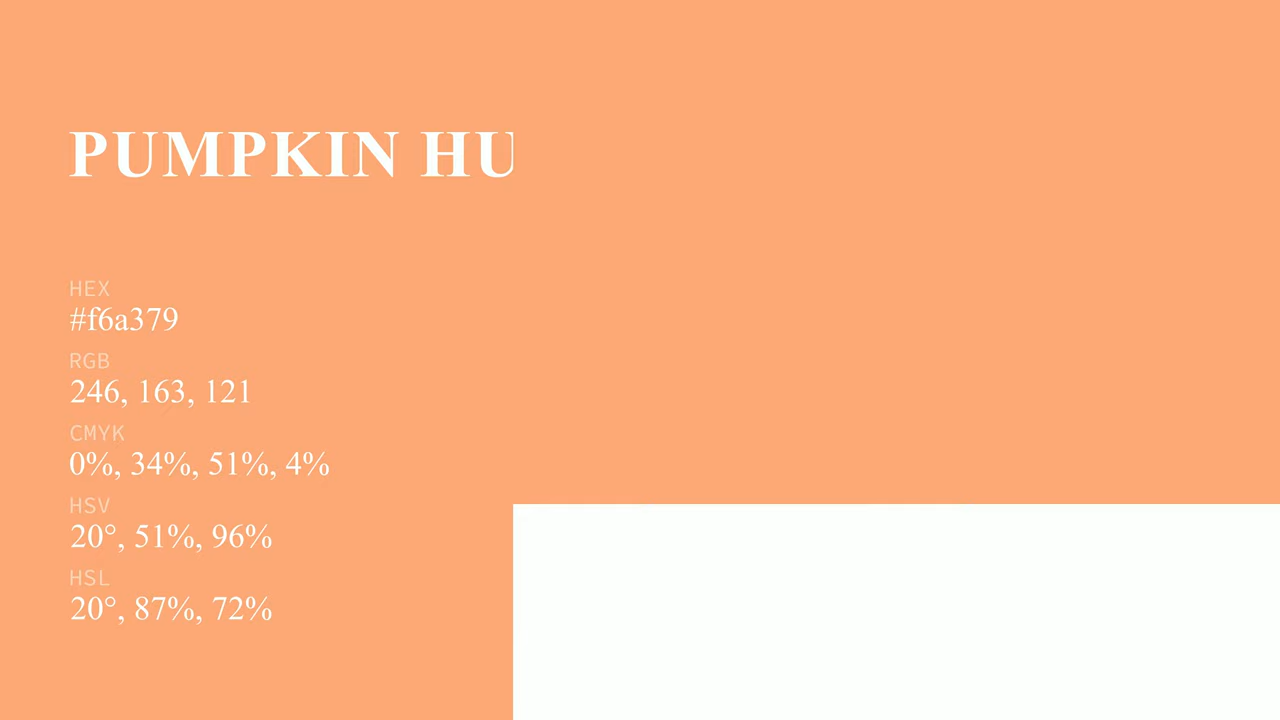 PUMPKIN HU
HEX
#f6a379
RGB
246, 163, 121
CMYK
0%, 34%, 51%, 4%
HSV
20°, 51%, 96%
HSL
20°, 87%, 72%